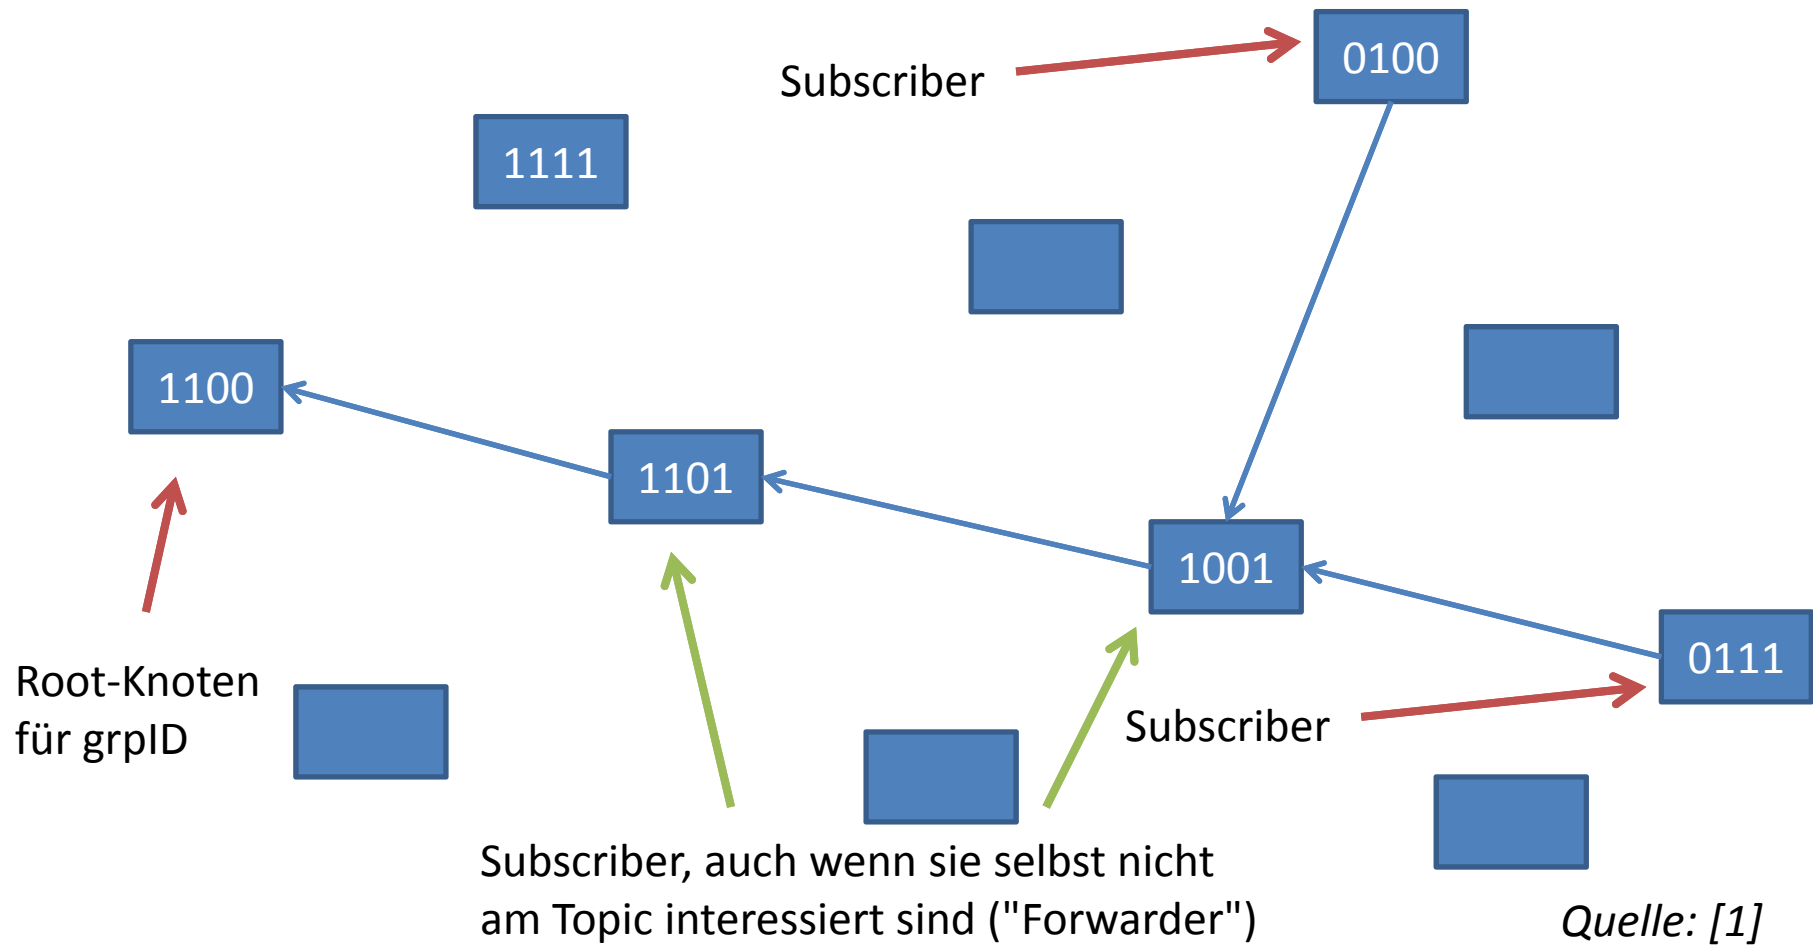 0100
Subscriber
1111
1100
1101
1001
0111
Root-Knoten
für grpID
Subscriber
Subscriber, auch wenn sie selbst nicht
am Topic interessiert sind ("Forwarder")
Quelle: [1]